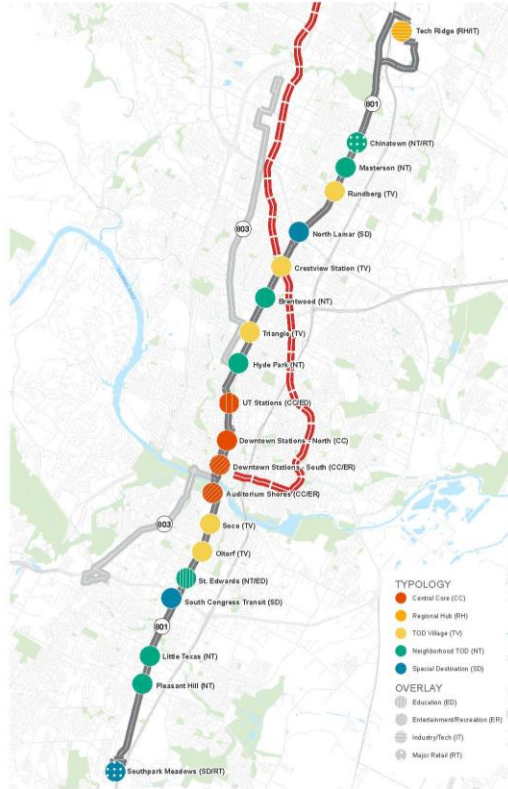 Tech Ridge (RH/IT)
801
Chinatown (NT/RT)
Masterson (NT)
Rundberg (TV)
803
North Lamar (SD)
Crestview Station (TV)
Brentwood (NT)
Triangle (TV)
Hyde Park (NT)
UT Stations (CC/ED)
Downtown Stations - North (CC)
Downtown Stations - South (CC/ER)
Auditorium Shores (CC/ER)
803
Soco (TV)
Oltorf (TV)
St. Edwards (NT/ED)
South Congress Transit (SD)
801
Little Texas (NT)
Pleasant Hill (NT)
Southpark Meadows (SD/RT)
TYPOLOGY
Central Core (CC)
Regional Hub (RH)
TOD Village (TV)
Neighborhood TOD (NT)
Special Destination (SD)
OVERLAY
Education (ED)
Entertainment/Recreation (ER)
Industry/Tech (IT)
Major Retail (RT)